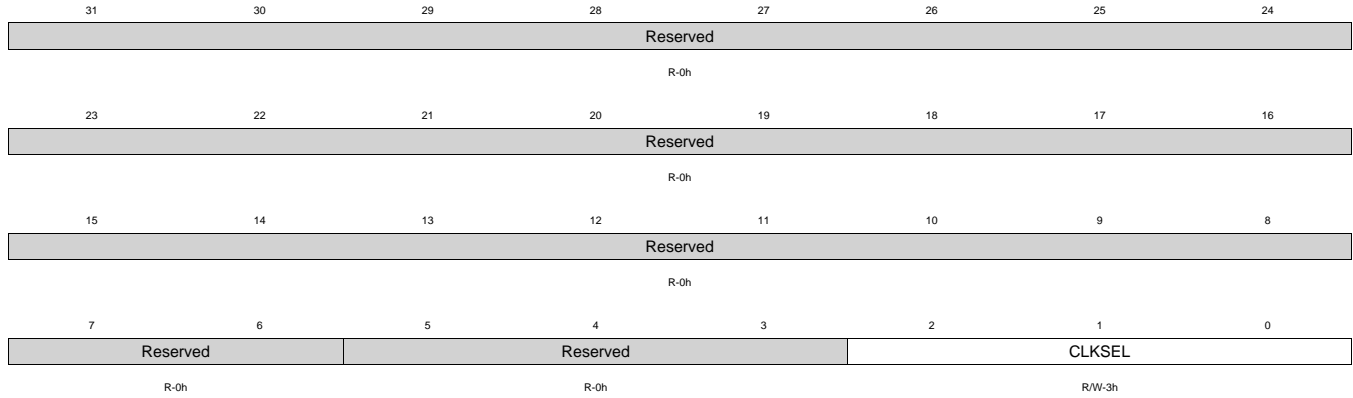 31 30 29 28 27 26 25 24
Reserved
R-0h
23 22 21 20 19 18 17 16
Reserved
R-0h
15 14 13 12 11 10 9 8
Reserved
R-0h
7 6 5 4 3 2 1 0
Reserved Reserved CLKSEL
R-0h R-0h R/W-3h